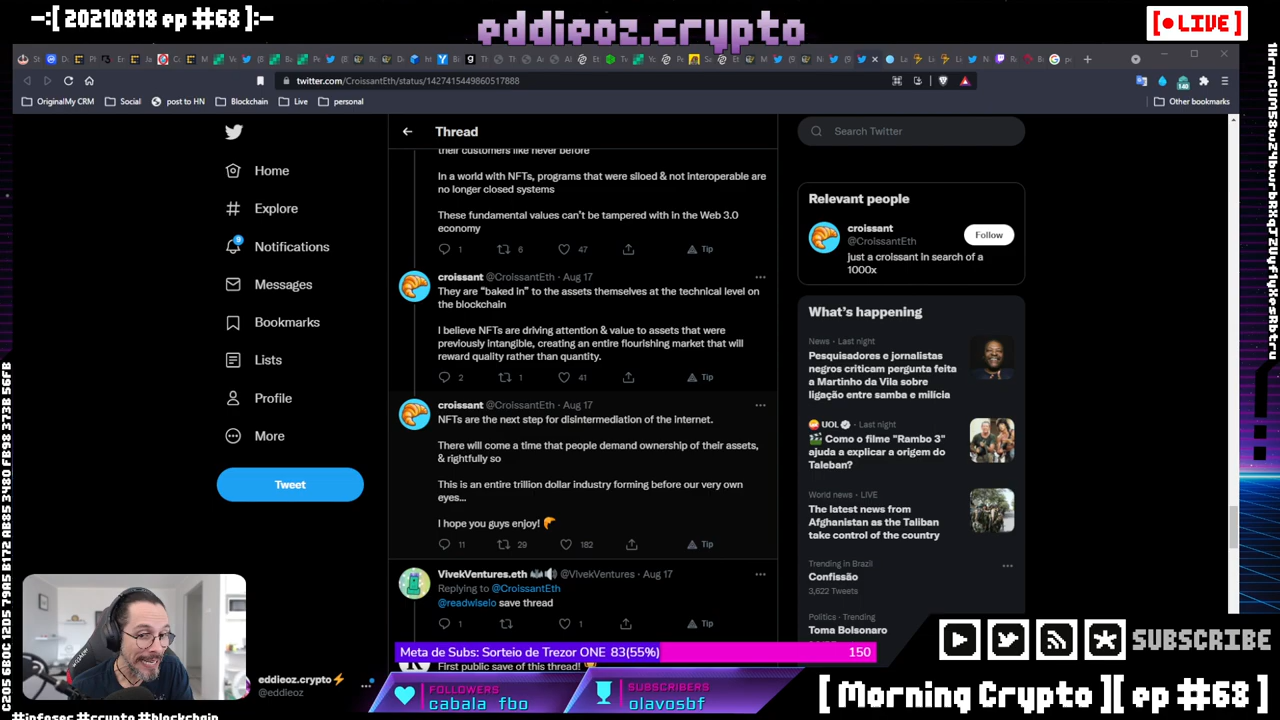 -:[ 20210818 ep #68 ]:-
eddieoz.crypto
[ LIVE ]
twitter.com/CroissantEth/status/1427415449860517888
140
OriginalMy CRM
Social
post to HN
Blockchain
Live
personal
Other bookmarks
Home
Explore
9
Notifications
Messages
Bookmarks
Lists
Profile
More
Tweet
Thread
their customers like never before
In a world with NFTs, programs that were siloed & not interoperable are
no longer closed systems
These fundamental values can't be tampered with in the Web 3.0
economy
1 6 47 Tip
croissant @CroissantEth · Aug 17
They are “baked in” to the assets themselves at the technical level on
the blockchain
I believe NFTs are driving attention & value to assets that were
previously intangible, creating an entire flourishing market that will
reward quality rather than quantity.
2 1 41 Tip
croissant @CroissantEth · Aug 17
NFTs are the next step for disintermediation of the internet.
There will come a time that people demand ownership of their assets,
& rightfully so
This is an entire trillion dollar industry forming before our very own
eyes...
I hope you guys enjoy!
11 29 182 Tip
VivekVentures.eth @VivekVentures · Aug 17
Replying to @CroissantEth
@readwiseio save thread
1 1 Tip
First public save of this thread!
Search Twitter
Relevant people
croissant
@CroissantEth
Follow
just a croissant in search of a
1000x
What's happening
News · Last night
Pesquisadores e jornalistas
negros criticam pergunta feita
a Martinho da Vila sobre
ligação entre samba e milícia
UOL · Last night
Como o filme "Rambo 3"
ajuda a explicar a origem do
Taleban?
World news · LIVE
The latest news from
Afghanistan as the Taliban
take control of the country
Trending in Brazil
Confissão
3,622 Tweets
Politics · Trending
Toma Boulonaro
eddieoz.crypto
@eddieoz
#infosec #crypto #blockchain
Meta de Subs: Sorteio de Trezor ONE 83(55%)
150
FOLLOWERS
cabala_fbo
SUBSCRIBERS
olavosbf
SUBSCRIBE
[ Morning Crypto ][ ep #68 ]